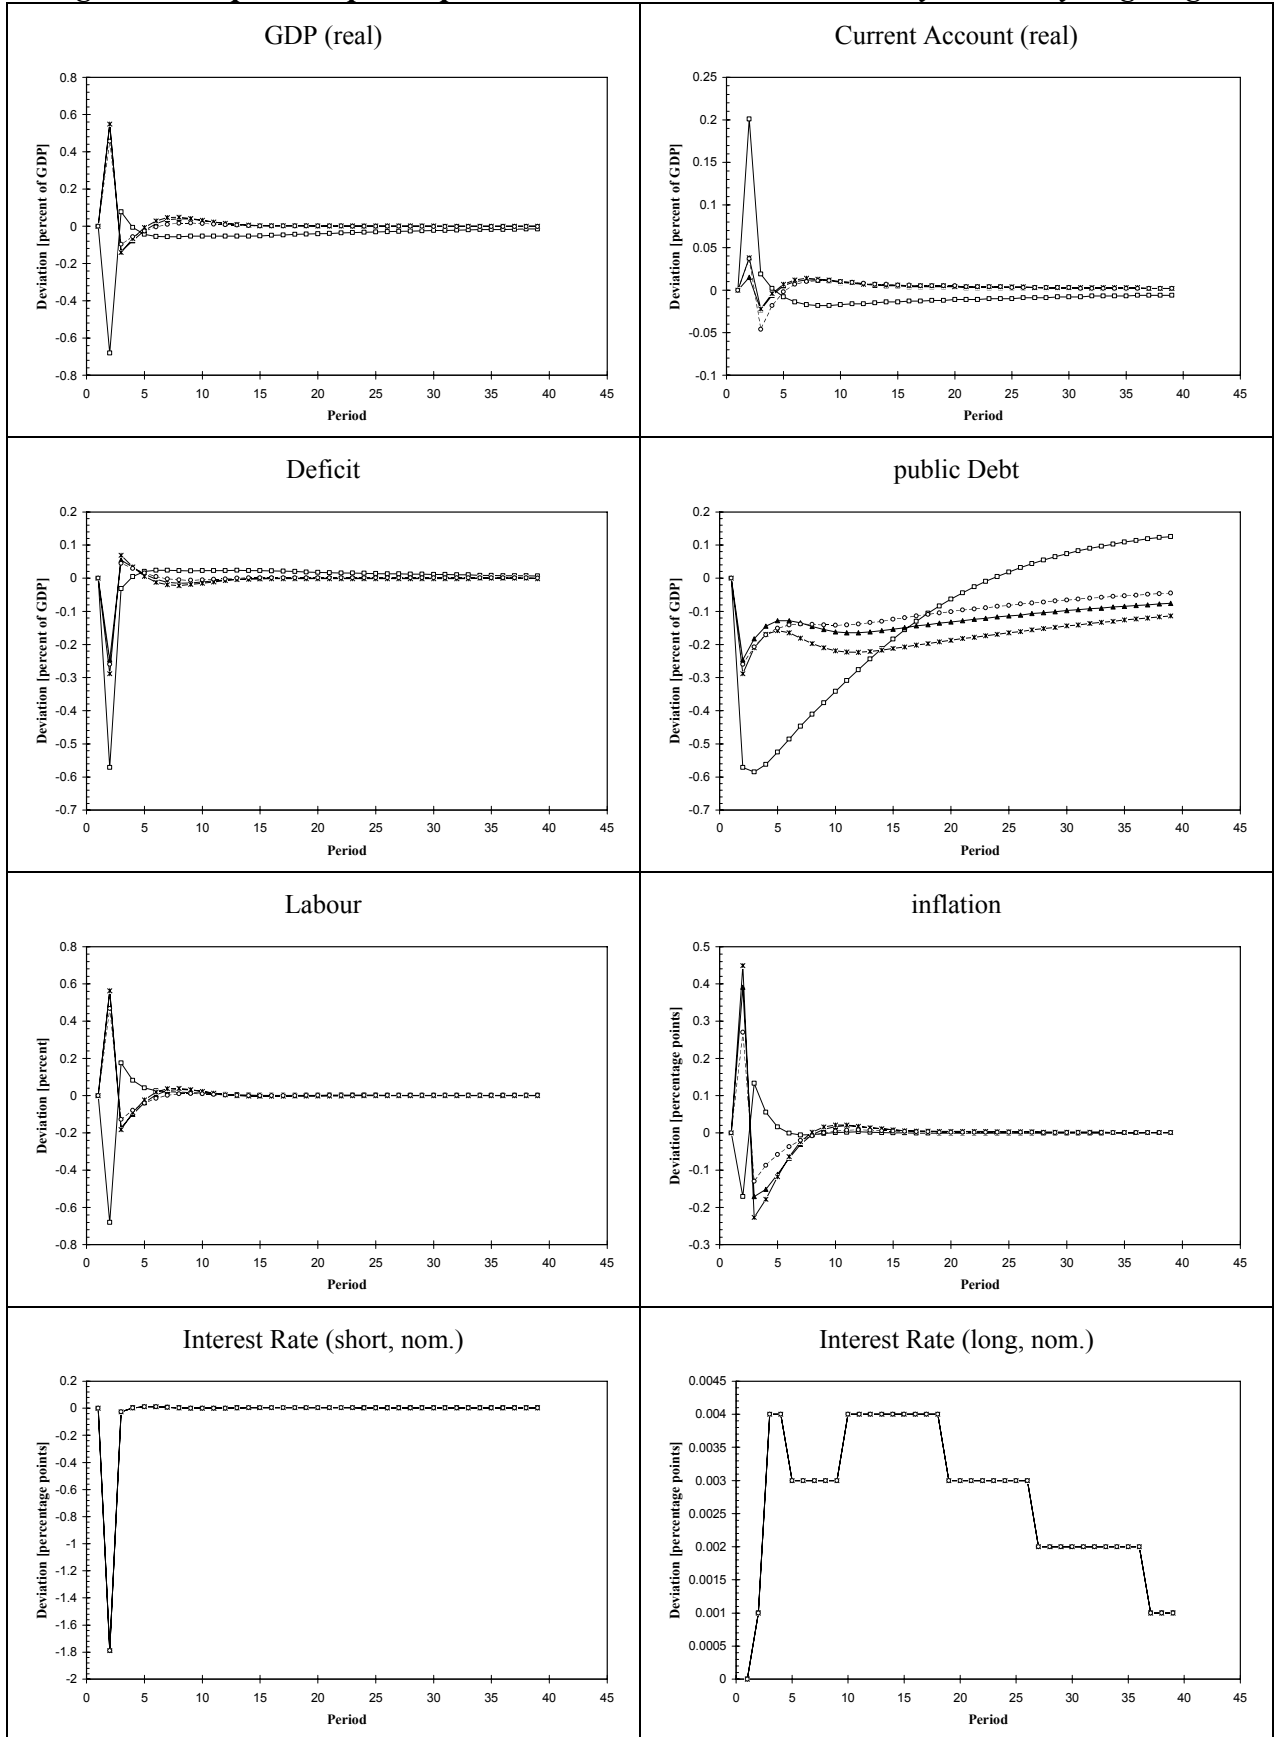 GDP (real)
Deviation [percent of GDP]
0.8
0.6
0.4
0.2
0
-0.2
-0.4
-0.6
-0.8
0 5 10 15 20 25 30 35 40 45
Period
Current Account (real)
Deviation [percent of GDP]
0.25
0.2
0.15
0.1
0.05
0
-0.05
-0.1
0 5 10 15 20 25 30 35 40 45
Period
Deficit
Deviation [percent of GDP]
0.2
0.1
0
-0.1
-0.2
-0.3
-0.4
-0.5
-0.6
-0.7
0 5 10 15 20 25 30 35 40 45
Period
public Debt
Deviation [percent of GDP]
0.2
0.1
0
-0.1
-0.2
-0.3
-0.4
-0.5
-0.6
-0.7
0 5 10 15 20 25 30 35 40 45
Period
Labour
Deviation [percent]
0.8
0.6
0.4
0.2
0
-0.2
-0.4
-0.6
-0.8
0 5 10 15 20 25 30 35 40 45
Period
inflation
Deviation [percentage points]
0.5
0.4
0.3
0.2
0.1
0
-0.1
-0.2
-0.3
0 5 10 15 20 25 30 35 40 45
Period
Interest Rate (short, nom.)
Deviation [percentage points]
0.2
0
-0.2
-0.4
-0.6
-0.8
-1
-1.2
-1.4
-1.6
-1.8
-2
0 5 10 15 20 25 30 35 40 45
Period
Interest Rate (long, nom.)
Deviation [percentage points]
0.0045
0.004
0.0035
0.003
0.0025
0.002
0.0015
0.001
0.0005
0
0 5 10 15 20 25 30 35 40 45
Period